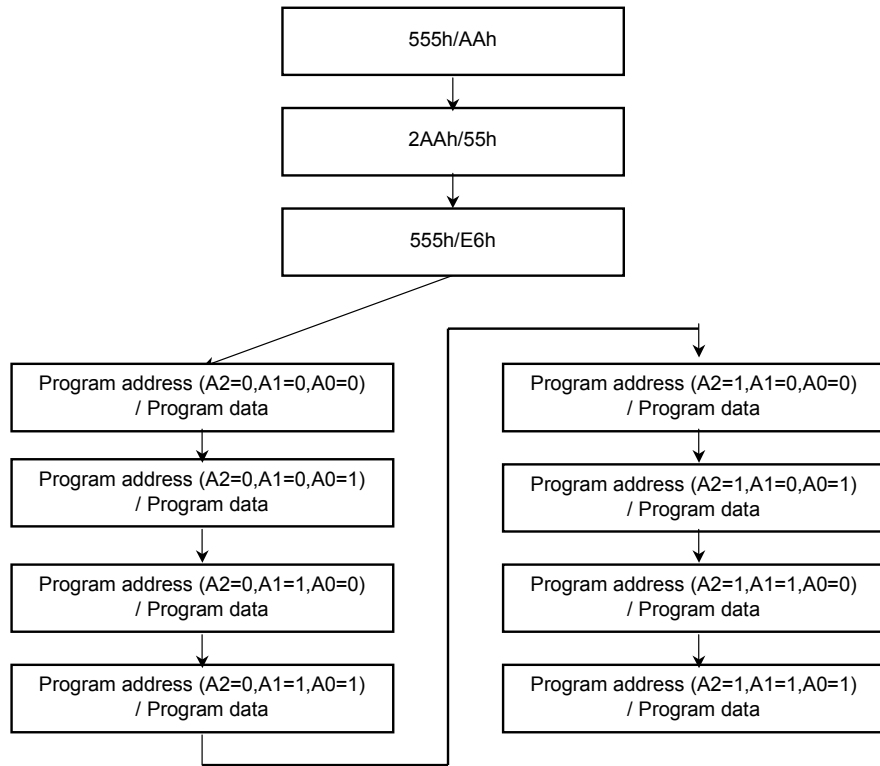 555h/AAh
2AAh/55h
555h/E6h
Program address (A2=0,A1=0,A0=0)
/ Program data
Program address (A2=0,A1=0,A0=1)
/ Program data
Program address (A2=0,A1=1,A0=0)
/ Program data
Program address (A2=0,A1=1,A0=1)
/ Program data
Program address (A2=1,A1=0,A0=0)
/ Program data
Program address (A2=1,A1=0,A0=1)
/ Program data
Program address (A2=1,A1=1,A0=0)
/ Program data
Program address (A2=1,A1=1,A0=1)
/ Program data